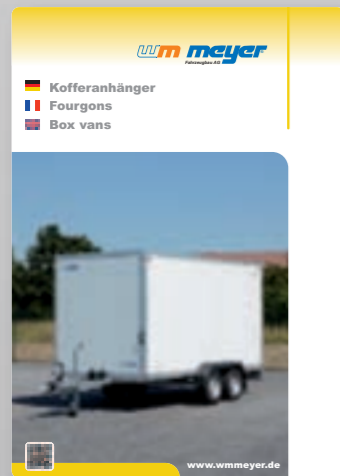 wm meyer
Fahrzeugbau AG
Kofferanhänger
Fourgons
Box vans
www.wmmeyer.de